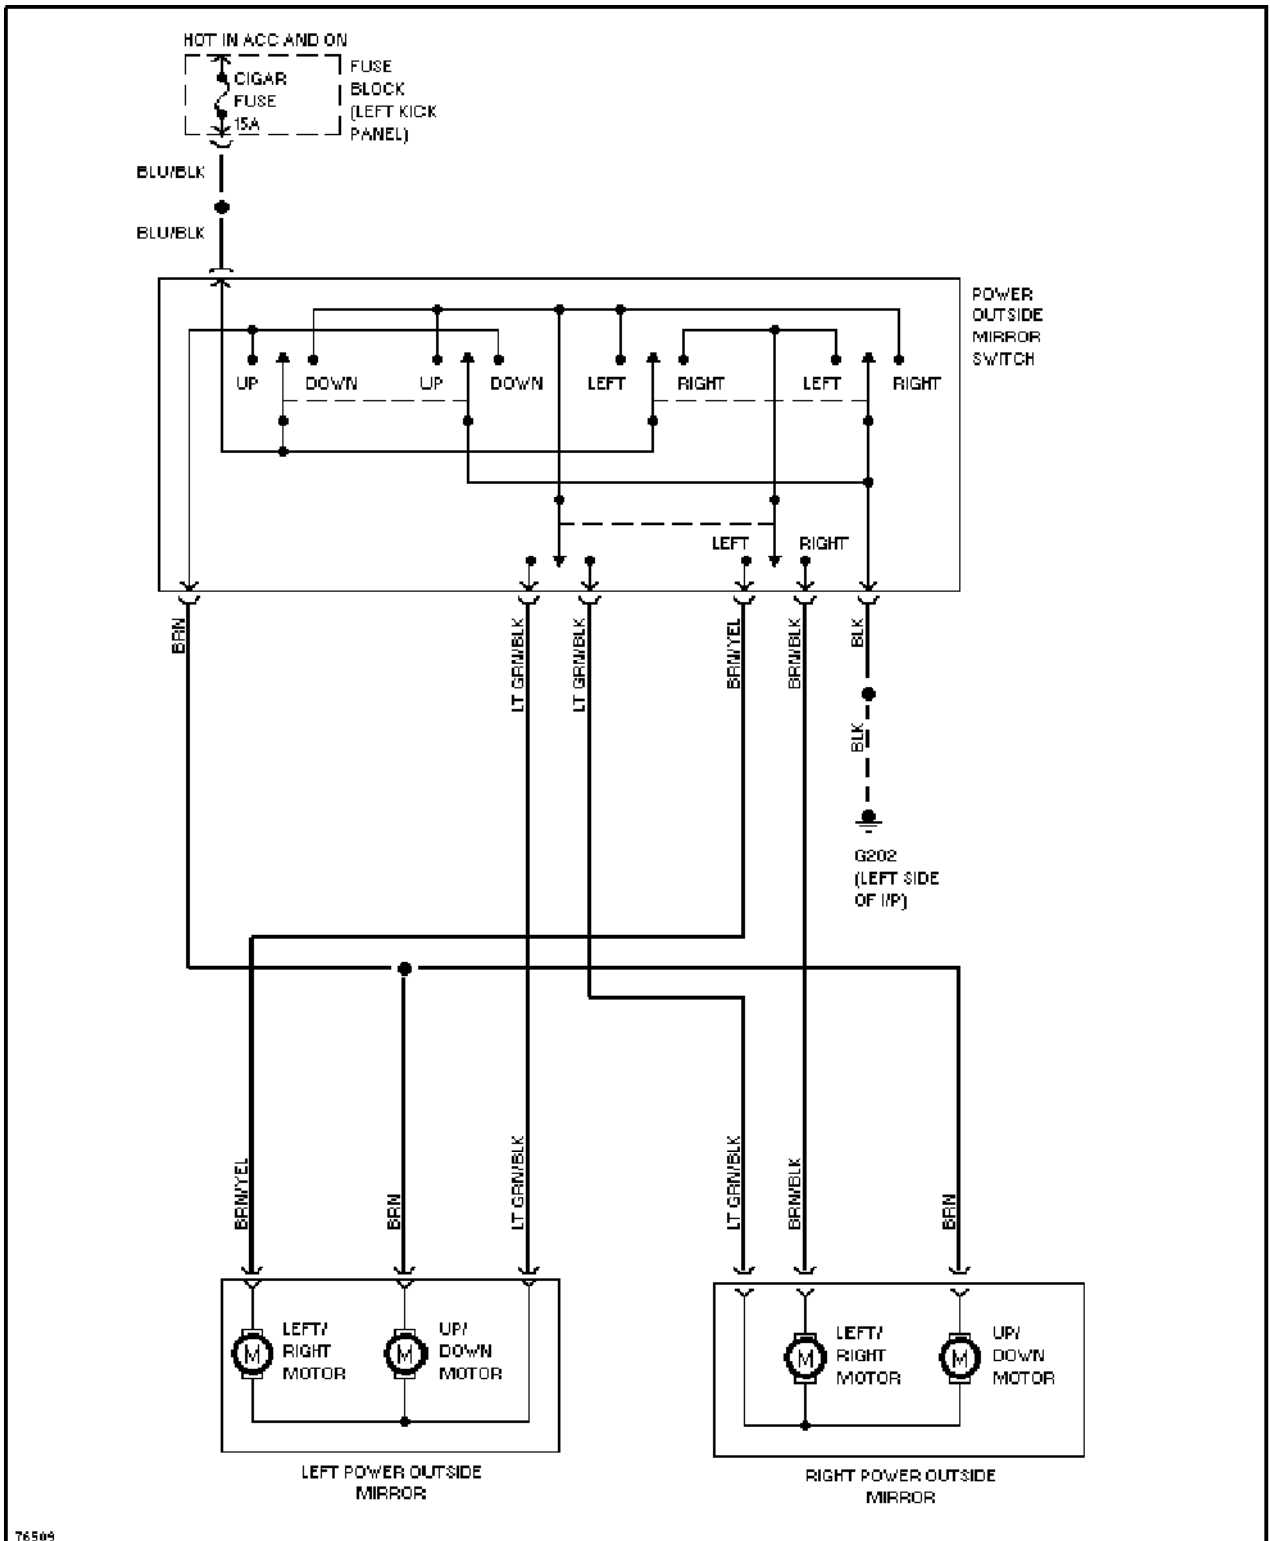 HOT IN ACC AND ON
CIGAR
FUSE
15A
FUSE
BLOCK
(LEFT KICK
PANEL)
BLU/BLK
BLU/BLK
POWER
OUTSIDE
MIRROR
SWITCH
UP
DOWN
UP
DOWN
LEFT
RIGHT
LEFT
RIGHT
LEFT
RIGHT
BRN
LT GRN/BLK
LT GRN/BLK
BRN/YEL
BRN/BLK
BLK
BLK
G202
(LEFT SIDE
OF I/P)
BRN/YEL
BRN
LT GRN/BLK
LT GRN/BLK
BRN/BLK
BRN
M
LEFT/
RIGHT
MOTOR
M
UP/
DOWN
MOTOR
M
LEFT/
RIGHT
MOTOR
M
UP/
DOWN
MOTOR
LEFT POWER OUTSIDE
MIRROR
RIGHT POWER OUTSIDE
MIRROR
76509